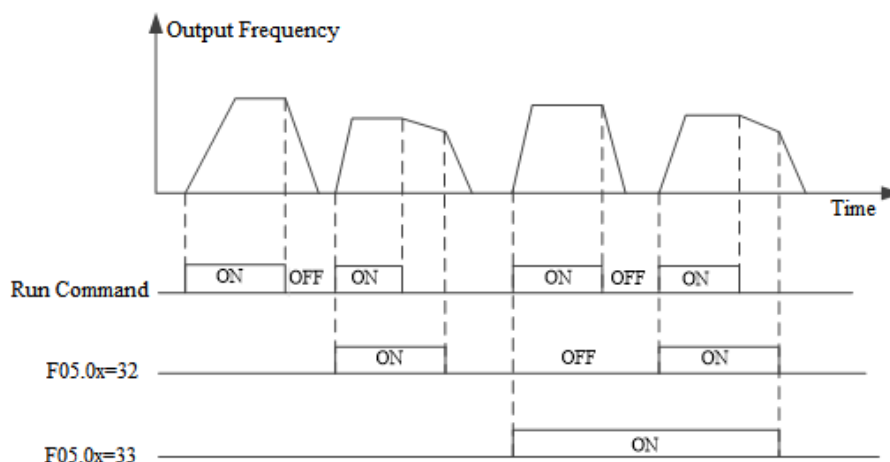 Output Frequency
Time
ON OFF ON ON OFF ON
Run Command
ON OFF ON
F05.0x=32
ON
F05.0x=33